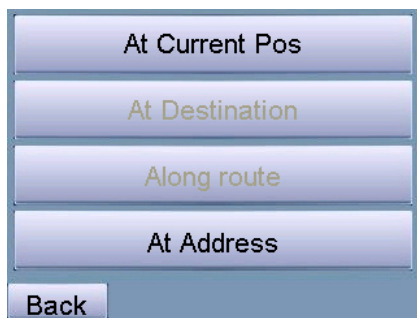 At Current Pos
At Destination
Along route
At Address
Back